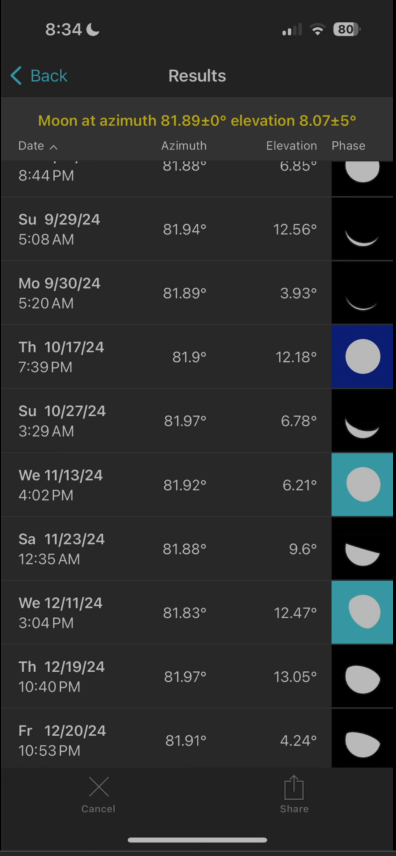 8:34
80
Back
Results
Moon at azimuth 81.89±0° elevation 8.07±5°
Date Azimuth Elevation Phase
8:44 PM 81.88° 6.85°
Su 9/29/24
5:08 AM 81.94° 12.56°
Mo 9/30/24
5:20 AM 81.89° 3.93°
Th 10/17/24
7:39 PM 81.9° 12.18°
Su 10/27/24
3:29 AM 81.97° 6.78°
We 11/13/24
4:02 PM 81.92° 6.21°
Sa 11/23/24
12:35 AM 81.88° 9.6°
We 12/11/24
3:04 PM 81.83° 12.47°
Th 12/19/24
10:40 PM 81.97° 13.05°
Fr 12/20/24
10:53 PM 81.91° 4.24°
Cancel
Share